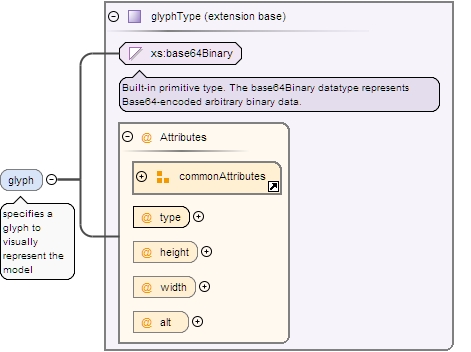 glyphType (extension base)
xs:base64Binary
Built-in primitive type. The base64Binary datatype represents
Base64-encoded arbitrary binary data.
@ Attributes
commonAttributes
glyph
specifies a
glyph to
visually
represent the
model
@ type
@ height
@ width
@ alt